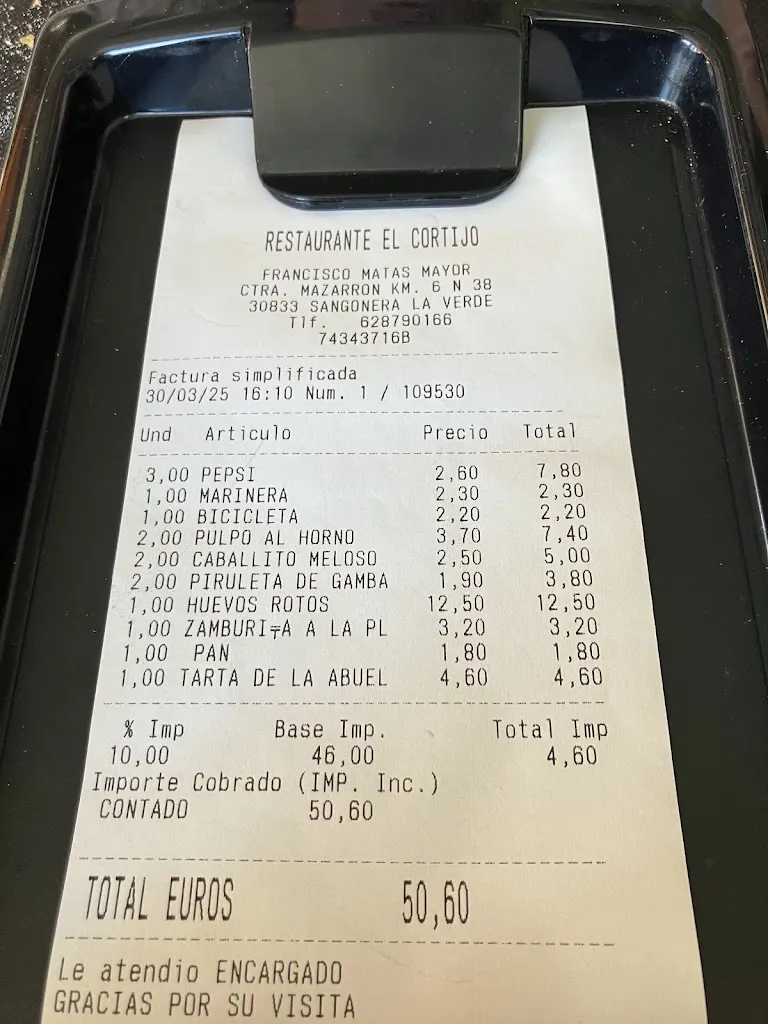 RESTAURANTE EL CORTIJO
FRANCISCO MATAS MAYOR
CTRA. MAZARRON KM. 6 N 38
30833 SANGONERA LA VERDE
Tlf. 628790166
74343716B
Factura simplificada
30/03/25 16:10 Num. 1 / 109530
Und Articulo Precio Total
3,00 PEPSI 2,60 7,80
1,00 MARINERA 2,30 2,30
1,00 BICICLETA 2,20 2,20
2,00 PULPO AL HORNO 3,70 7,40
2,00 CABALLITO MELOSO 2,50 5,00
2,00 PIRULETA DE GAMBA 1,90 3,80
1,00 HUEVOS ROTOS 12,50 12,50
1,00 ZAMBURI╤A A LA PL 3,20 3,20
1,00 PAN 1,80 1,80
1,00 TARTA DE LA ABUEL 4,60 4,60
% Imp Base Imp. Total Imp
10,00 46,00 4,60
Importe Cobrado (IMP. Inc.)
CONTADO 50,60
TOTAL EUROS 50,60
Le atendio ENCARGADO
GRACIAS POR SU VISITA